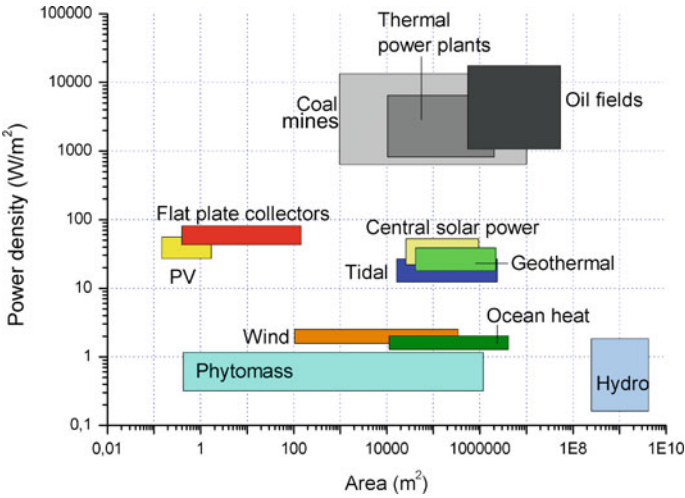 100000
10000
1000
100
10
1
0,1
Power density (W/m²)
Thermal
power plants
Coal
mines
Oil fields
Flat plate collectors
PV
Central solar power
Tidal
Geothermal
Wind
Ocean heat
Phytomass
Hydro
0,01
1
100
10000
1000000
1E8
1E10
Area (m²)